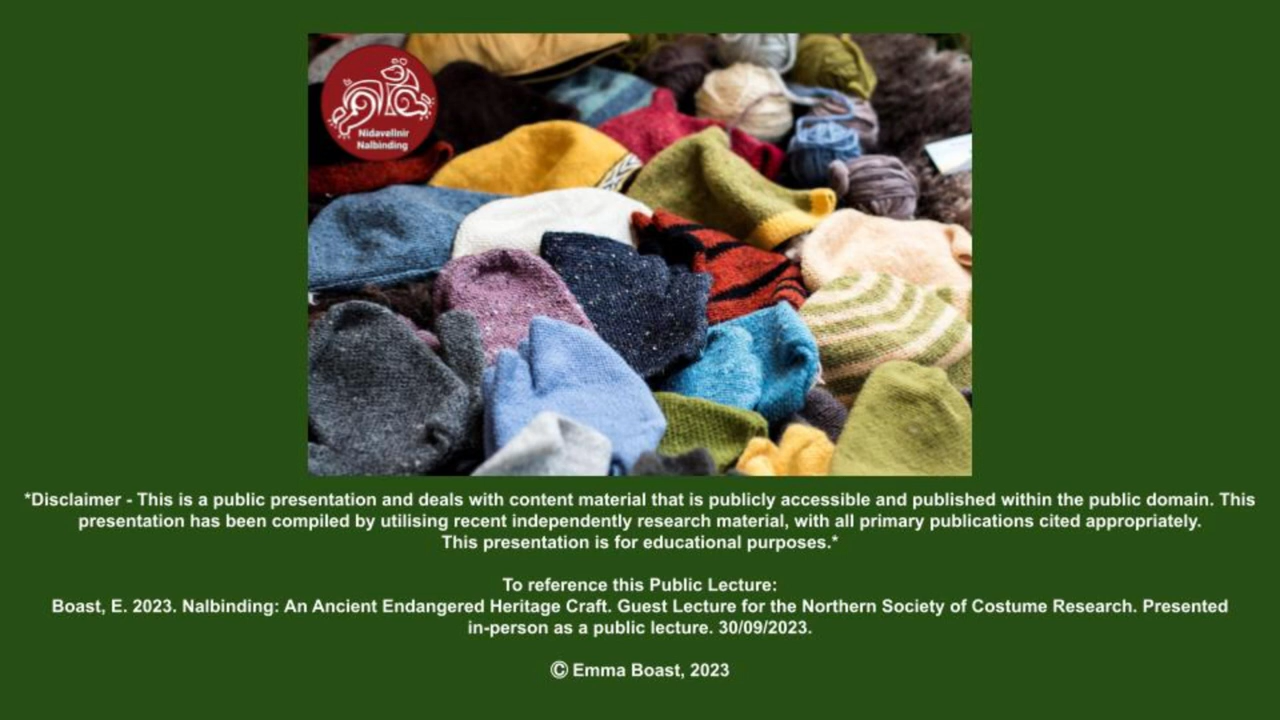 Nidavellnir
Nalbinding
*Disclaimer - This is a public presentation and deals with content material that is publicly accessible and published within the public domain. This
presentation has been compiled by utilising recent independently research material, with all primary publications cited appropriately.
This presentation is for educational purposes.*
To reference this Public Lecture:
Boast, E. 2023. Nalbinding: An Ancient Endangered Heritage Craft. Guest Lecture for the Northern Society of Costume Research. Presented
in-person as a public lecture. 30/09/2023.
© Emma Boast, 2023